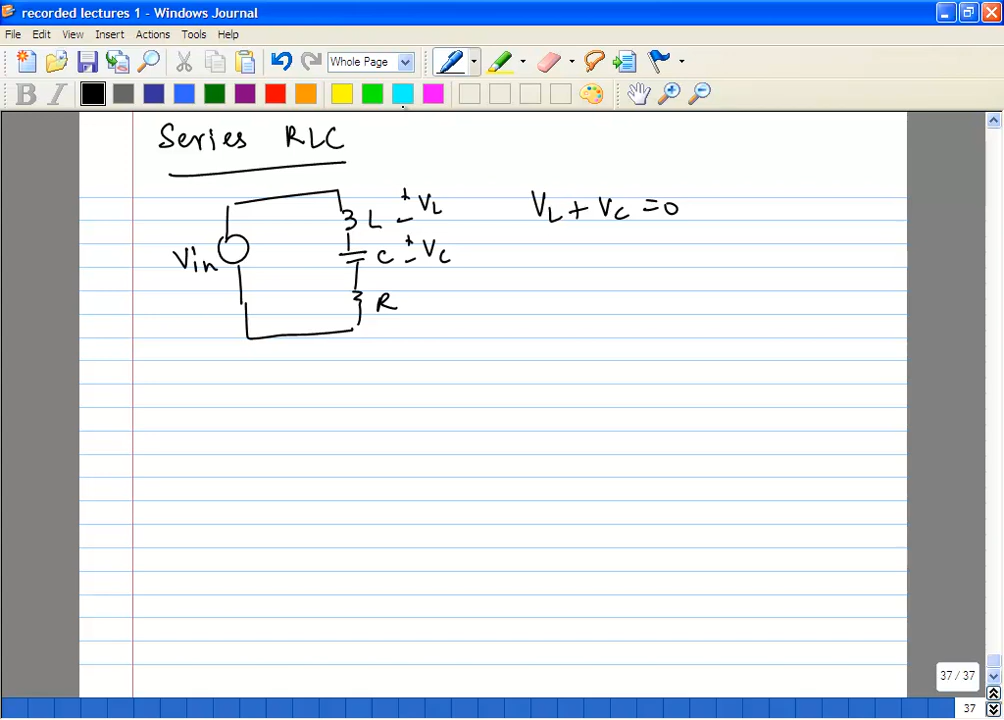 recorded lectures 1 - Windows Journal
File Edit View Insert Actions Tools Help
Whole Page
B I
Series RLC
L + VL -
VL + VC = 0
Vin
C + VC -
R
37 / 37
37